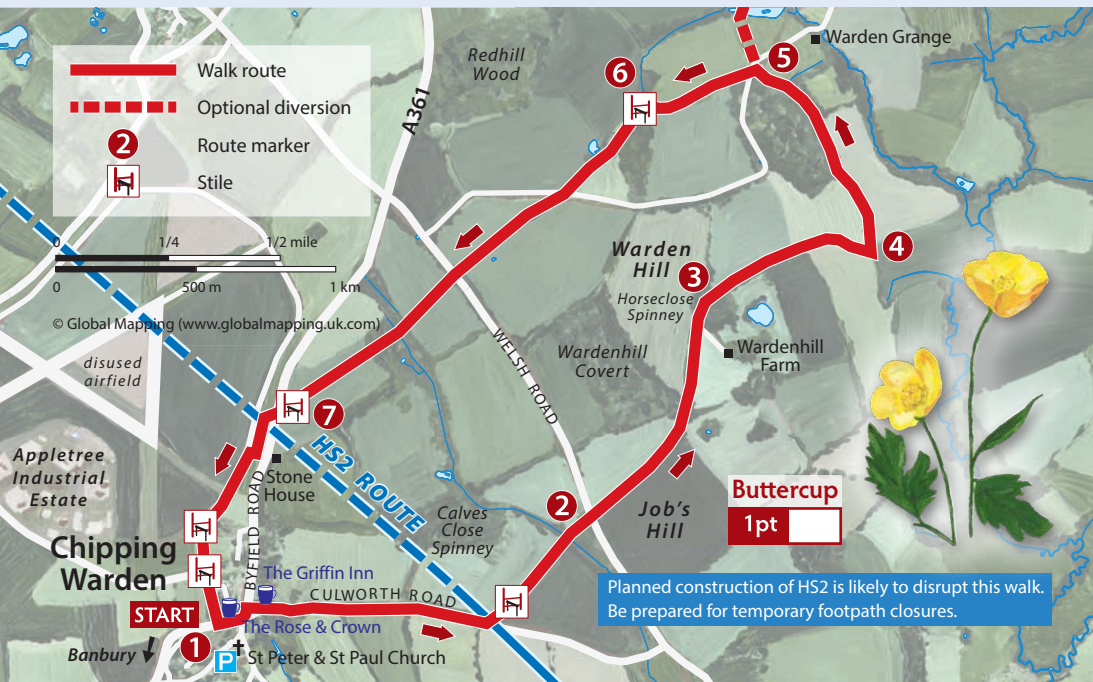 Walk route
Optional diversion
2
Route marker
Stile
0
1/4
1/2 mile
0
500 m
1 km
© Global Mapping (www.globalmapping.uk.com)
A361
Redhill
Wood
Warden Grange
5
6
4
Warden
Hill
3
Horseclose
Spinney
Wardenhill
Farm
Wardenhill
Covert
WELSH ROAD
disused
airfield
7
HS2 ROUTE
Stone
House
Appletree
Industrial
Estate
BYFIELD ROAD
Calves
Close
Spinney
2
Job's
Hill
Buttercup
1pt
Chipping
Warden
The Griffin Inn
CULWORTH ROAD
START
The Rose & Crown
1
Banbury
P
St Peter & St Paul Church
Planned construction of HS2 is likely to disrupt this walk.
Be prepared for temporary footpath closures.